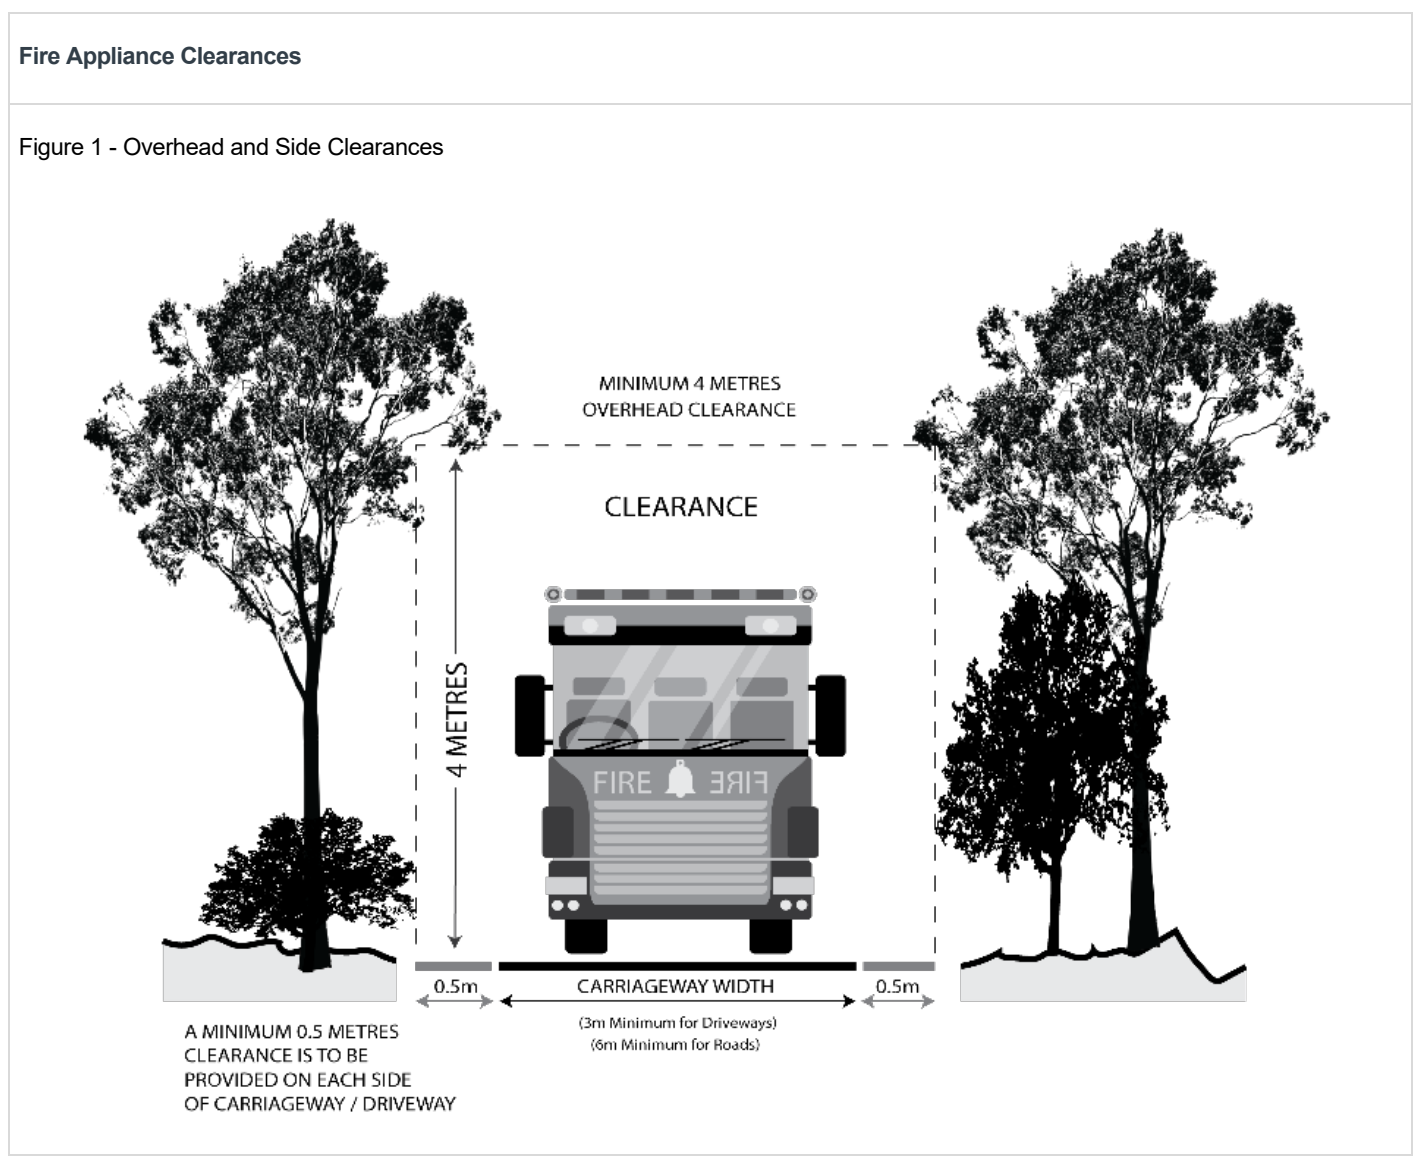 Fire Appliance Clearances
Figure 1 - Overhead and Side Clearances
MINIMUM 4 METRES
OVERHEAD CLEARANCE
CLEARANCE
4 METRES
FIRE FIRE
0.5m
CARRIAGEWAY WIDTH
0.5m
(3m Minimum for Driveways)
(6m Minimum for Roads)
A MINIMUM 0.5 METRES
CLEARANCE IS TO BE
PROVIDED ON EACH SIDE
OF CARRIAGEWAY / DRIVEWAY